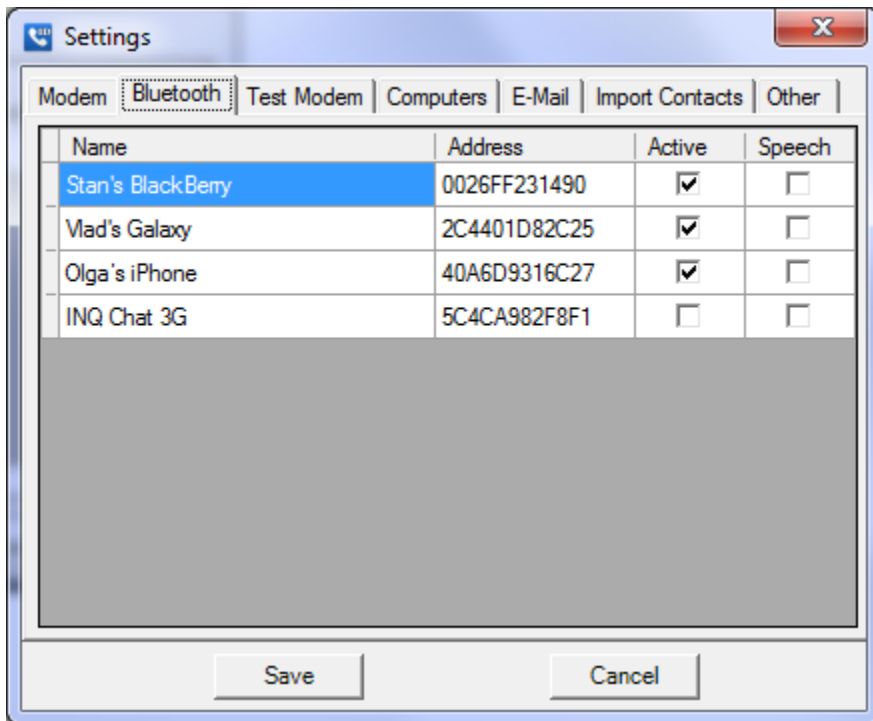 Settings
Modem Bluetooth Test Modem Computers E-Mail Import Contacts Other
Name Address Active Speech
Stan's BlackBerry 0026FF231490
Vlad's Galaxy 2C4401D82C25
Olga's iPhone 40A6D9316C27
INQ Chat 3G 5C4CA982F8F1
Save Cancel